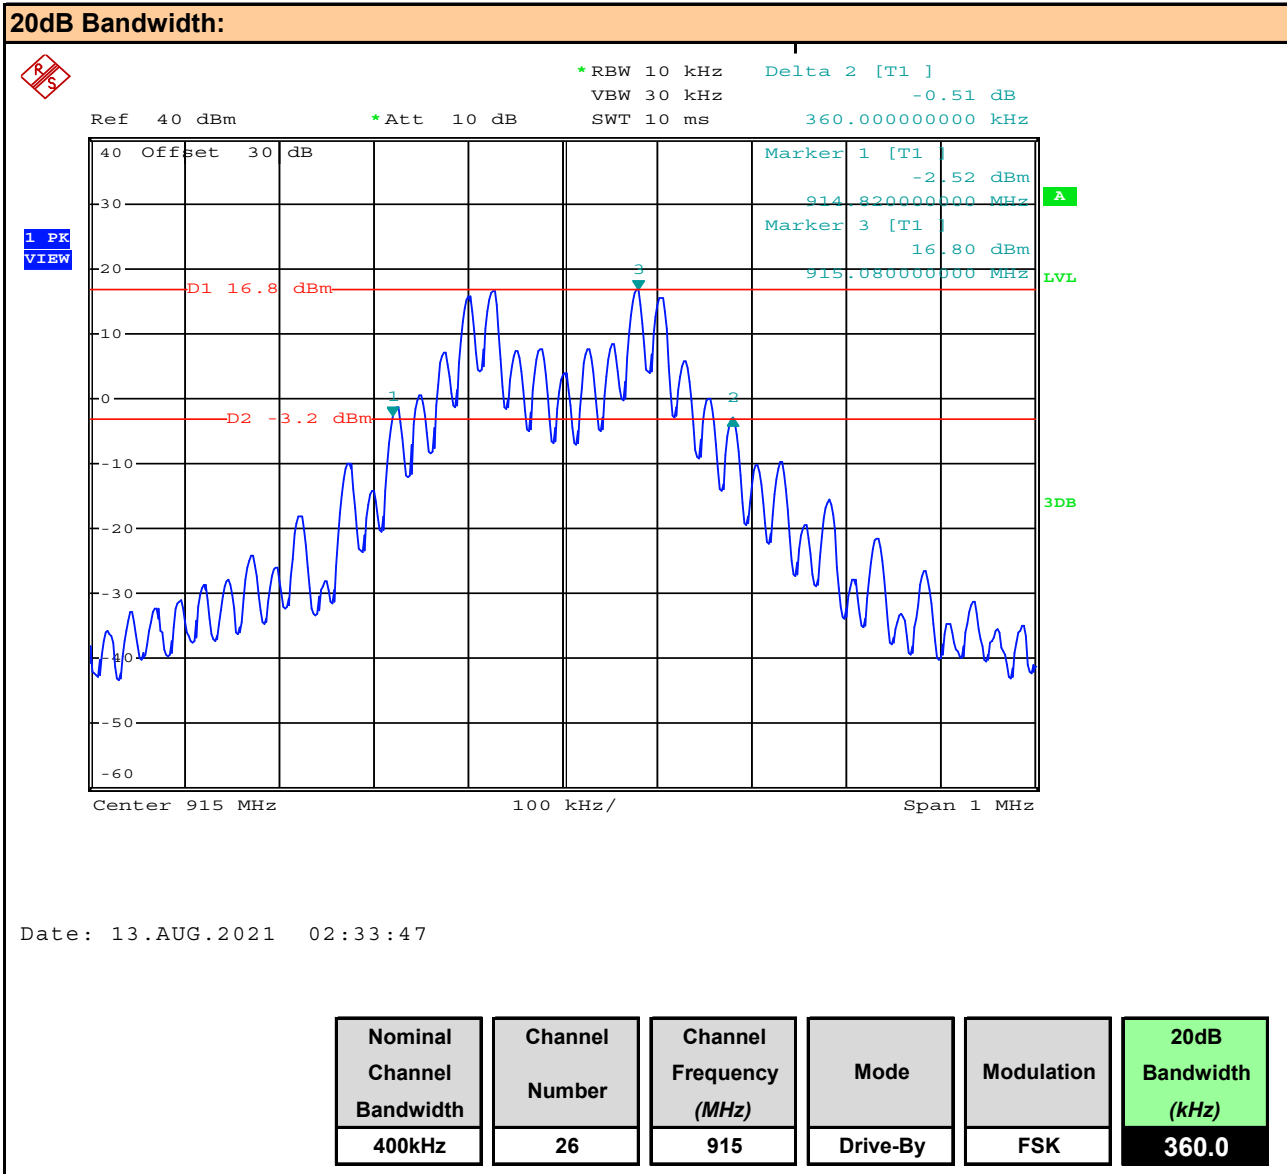 20dB Bandwidth:
R S
*RBW 10 kHz Delta 2 [T1 ]
VBW 30 kHz -0.51 dB
Ref 40 dBm *Att 10 dB SWT 10 ms 360.000000000 kHz
40 Offset 30 dB Marker 1 [T1 ]
-2.52 dBm
30 914.820000000 MHz A
Marker 3 [T1 ]
1 PK
VIEW
16.80 dBm
20 3 915.080000000 MHz LVL
D1 16.8 dBm
10
0 1 2
D2 -3.2 dBm
-10
-20 3DB
-30
-40
-50
-60
Center 915 MHz 100 kHz/ Span 1 MHz
Date: 13.AUG.2021 02:33:47
Nominal Channel Bandwidth Channel Number Channel Frequency (MHz) Mode Modulation 20dB Bandwidth (kHz)
400kHz 26 915 Drive-By FSK 360.0